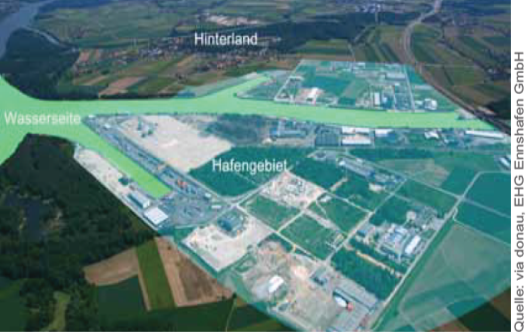 Hinterland
Wasserseite
Hafengebiet
Quelle: via donau, EHG Ennshafen GmbH